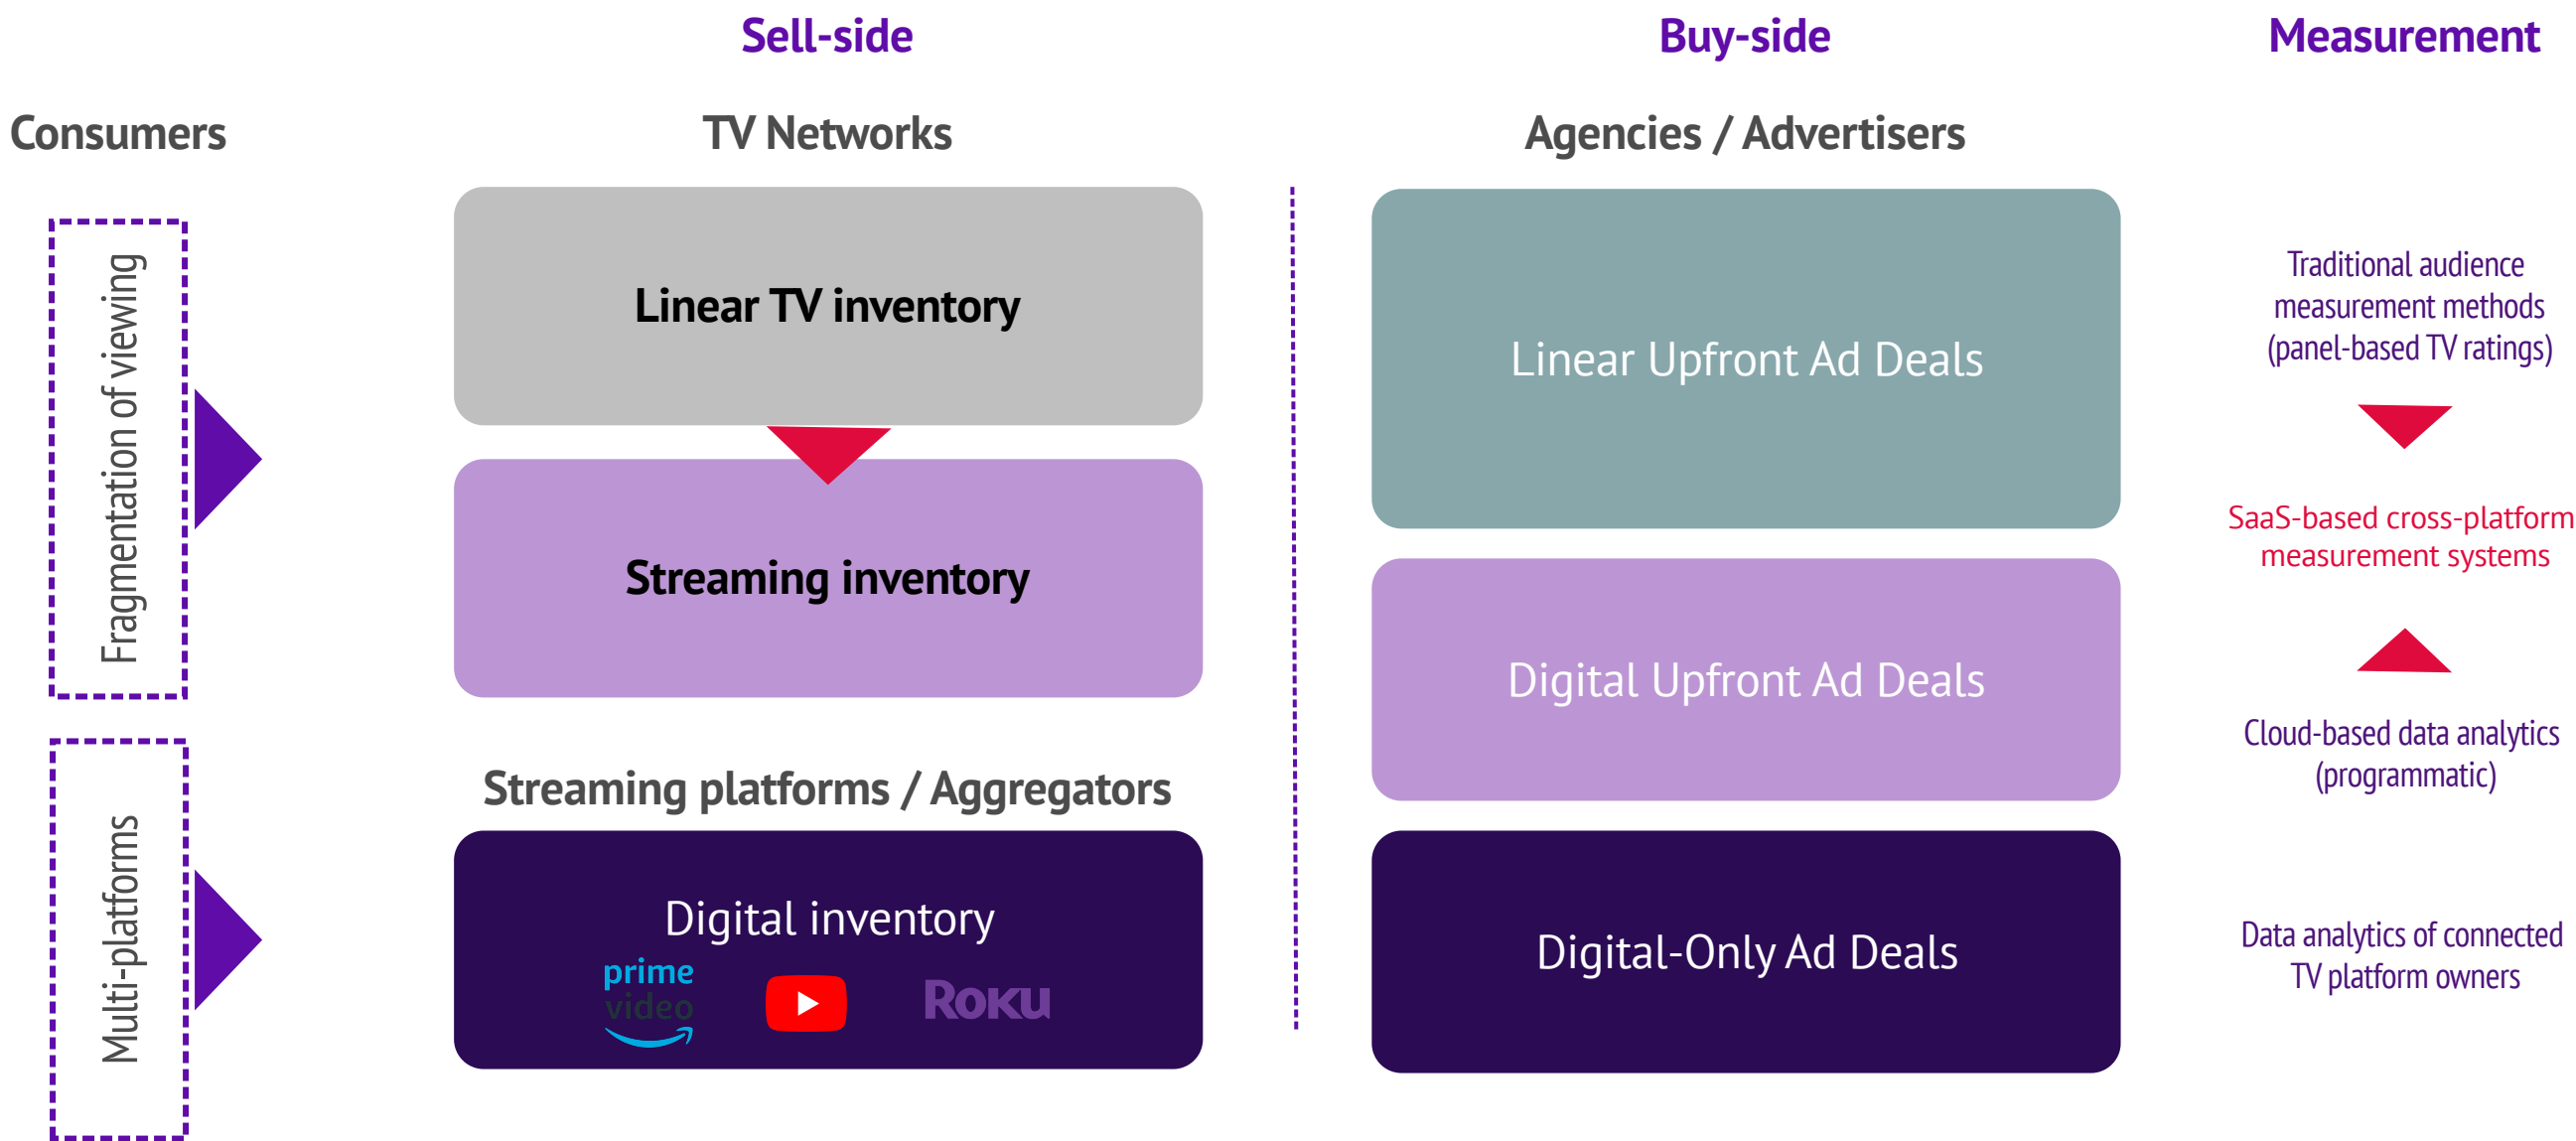 Sell-side
Buy-side
Measurement
Consumers
TV Networks
Agencies / Advertisers
Fragmentation of viewing
Linear TV inventory
Streaming inventory
Linear Upfront Ad Deals
Digital Upfront Ad Deals
Traditional audience
measurement methods
(panel-based TV ratings)
SaaS-based cross-platform
measurement systems
Cloud-based data analytics
(programmatic)
Multi-platforms
Streaming platforms / Aggregators
Digital inventory
prime
video
ROKU
Digital-Only Ad Deals
Data analytics of connected
TV platform owners